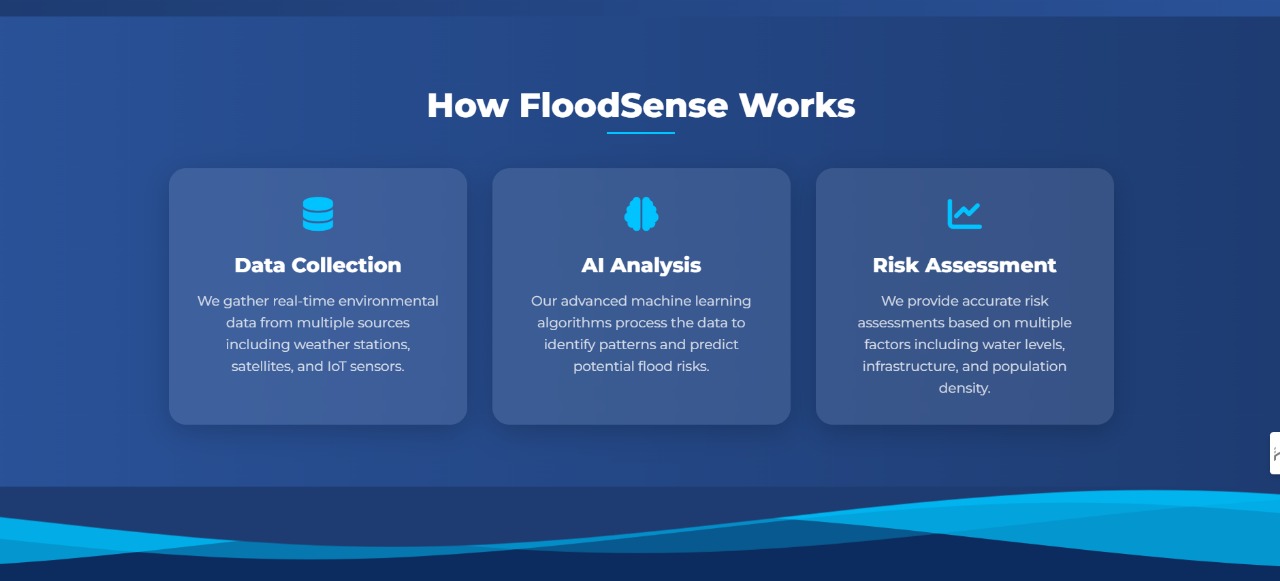 How FloodSense Works
Data Collection
We gather real-time environmental
data from multiple sources
including weather stations,
satellites, and IoT sensors.
AI Analysis
Our advanced machine learning
algorithms process the data to
identify patterns and predict
potential flood risks.
Risk Assessment
We provide accurate risk
assessments based on multiple
factors including water levels,
infrastructure, and population
density.